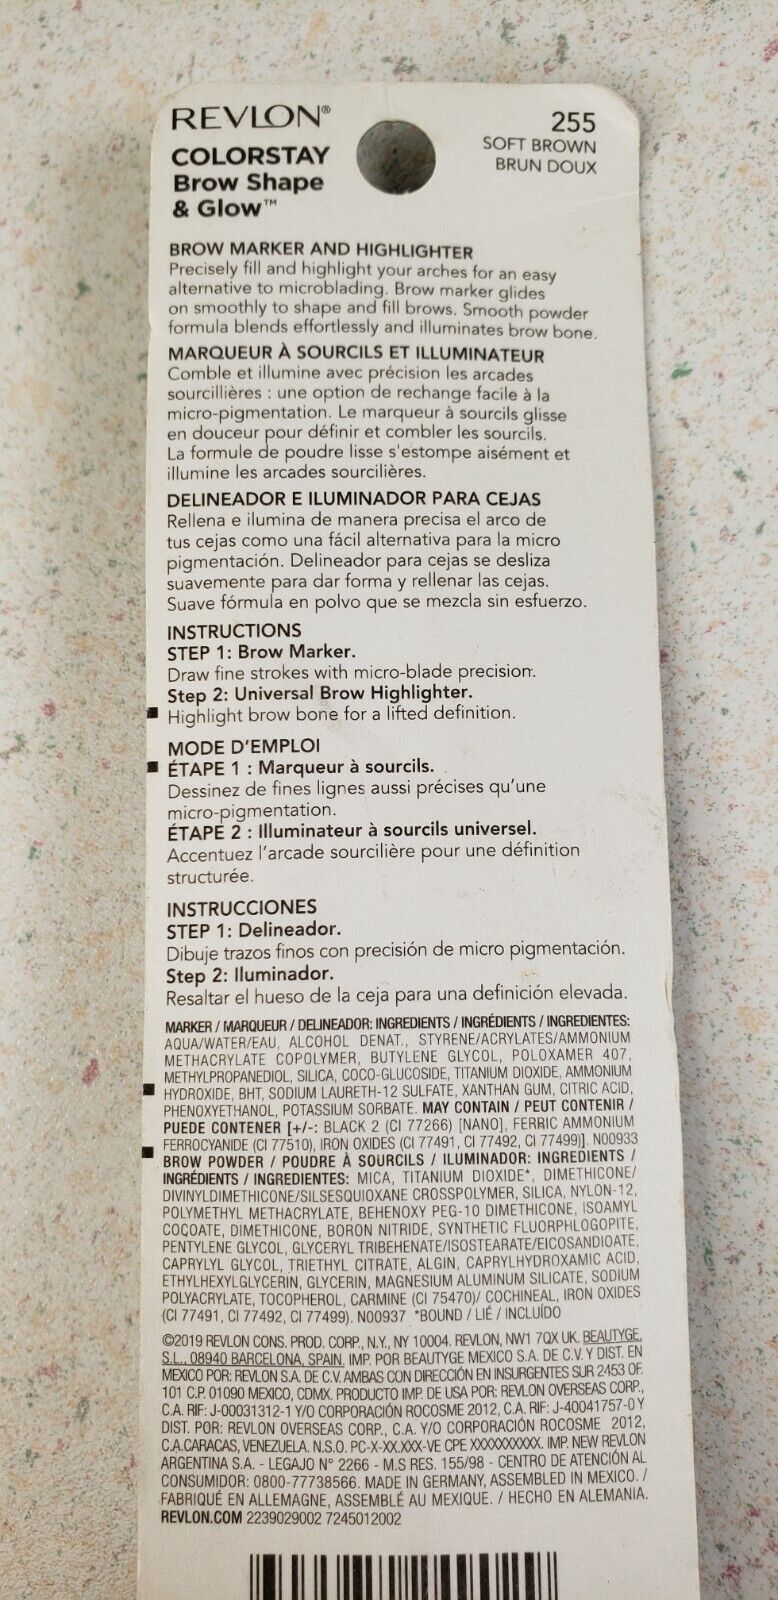 REVLON®
COLORSTAY
Brow Shape
& Glow™
255
SOFT BROWN
BRUN DOUX
BROW MARKER AND HIGHLIGHTER
Precisely fill and highlight your arches for an easy
alternative to microblading. Brow marker glides
on smoothly to shape and fill brows. Smooth powder
formula blends effortlessly and illuminates brow bone.
MARQUEUR À SOURCILS ET ILLUMINATEUR
Comble et illumine avec précision les arcades
sourcillières : une option de rechange facile à la
micro-pigmentation. Le marqueur à sourcils glisse
en douceur pour définir et combler les sourcils.
La formule de poudre lisse s'estompe aisément et
illumine les arcades sourcilières.
DELINEADOR E ILUMINADOR PARA CEJAS
Rellena e ilumina de manera precisa el arco de
tus cejas como una fácil alternativa para la micro
pigmentación. Delineador para cejas se desliza
suavemente para dar forma y rellenar las cejas.
Suave fórmula en polvo que se mezcla sin esfuerzo.
INSTRUCTIONS
STEP 1: Brow Marker.
Draw fine strokes with micro-blade precision.
Step 2: Universal Brow Highlighter.
Highlight brow bone for a lifted definition.
MODE D'EMPLOI
ÉTAPE 1 : Marqueur à sourcils.
Dessinez de fines lignes aussi précises qu'une
micro-pigmentation.
ÉTAPE 2 : Illuminateur à sourcils universel.
Accentuez l'arcade sourcilière pour une définition
structurée.
INSTRUCCIONES
STEP 1: Delineador.
Dibuje trazos finos con precisión de micro pigmentación.
Step 2: Iluminador.
Resaltar el hueso de la ceja para una definición elevada.
MARKER / MARQUEUR / DELINEADOR: INGREDIENTS / INGRÉDIENTS / INGREDIENTES:
AQUA/WATER/EAU, ALCOHOL DENAT., STYRENE/ACRYLATES/AMMONIUM
METHACRYLATE COPOLYMER, BUTYLENE GLYCOL, POLOXAMER 407,
METHYLPROPANEDIOL, SILICA, COCO-GLUCOSIDE, TITANIUM DIOXIDE, AMMONIUM
HYDROXIDE, BHT, SODIUM LAURETH-12 SULFATE, XANTHAN GUM, CITRIC ACID,
PHENOXYETHANOL, POTASSIUM SORBATE. MAY CONTAIN / PEUT CONTENIR /
PUEDE CONTENER [+/-: BLACK 2 (CI 77266) [NANO], FERRIC AMMONIUM
FERROCYANIDE (CI 77510), IRON OXIDES (CI 77491, CI 77492, CI 77499)]. N00933
BROW POWDER / POUDRE À SOURCILS / ILUMINADOR: INGREDIENTS /
INGRÉDIENTS / INGREDIENTES: MICA, TITANIUM DIOXIDE*, DIMETHICONE/
DIVINYLDIMETHICONE/SILSESQUIOXANE CROSSPOLYMER, SILICA, NYLON-12,
POLYMETHYL METHACRYLATE, BEHENOXY PEG-10 DIMETHICONE, ISOAMYL
COCOATE, DIMETHICONE, BORON NITRIDE, SYNTHETIC FLUORPHLOGOPITE,
PENTYLENE GLYCOL, GLYCERYL TRIBEHENATE/ISOSTEARATE/EICOSANDIOATE,
CAPRYLYL GLYCOL, TRIETHYL CITRATE, ALGIN, CAPRYLHYDROXAMIC ACID,
ETHYLHEXYLGLYCERIN, GLYCERIN, MAGNESIUM ALUMINUM SILICATE, SODIUM
POLYACRYLATE, TOCOPHEROL, CARMINE (CI 75470)/ COCHINEAL, IRON OXIDES
(CI 77491, CI 77492, CI 77499). N00937 *BOUND / LIÉ / INCLUÍDO
©2019 REVLON CONS. PROD. CORP., N.Y., NY 10004. REVLON, NW1 7QX UK. BEAUTYGE,
S.L., 08940 BARCELONA, SPAIN. IMP. POR BEAUTYGE MEXICO S.A. DE C.V. Y DIST. EN
MEXICO POR: REVLON S.A. DE C.V. AMBAS CON DIRECCIÓN EN INSURGENTES SUR 2453 OF.
101 C.P. 01090 MEXICO, CDMX. PRODUCTO IMP. DE USA POR: REVLON OVERSEAS CORP.,
C.A. RIF: J-00031312-1 Y/O CORPORACIÓN ROCOSME 2012, C.A. RIF: J-40041757-0 Y
DIST. POR: REVLON OVERSEAS CORP., C.A. Y/O CORPORACIÓN ROCOSME 2012,
C.A. CARACAS, VENEZUELA. N.S.O. PC-X-XX.XXX-VE CPE XXXXXXXXXX. IMP. NEW REVLON
ARGENTINA S.A. - LEGAJO N° 2266 - M.S RES. 155/98 - CENTRO DE ATENCIÓN AL
CONSUMIDOR: 0800-77738566. MADE IN GERMANY, ASSEMBLED IN MEXICO. /
FABRIQUÉ EN ALLEMAGNE, ASSEMBLÉ AU MEXIQUE. / HECHO EN ALEMANIA.
REVLON.COM 2239029002 7245012002